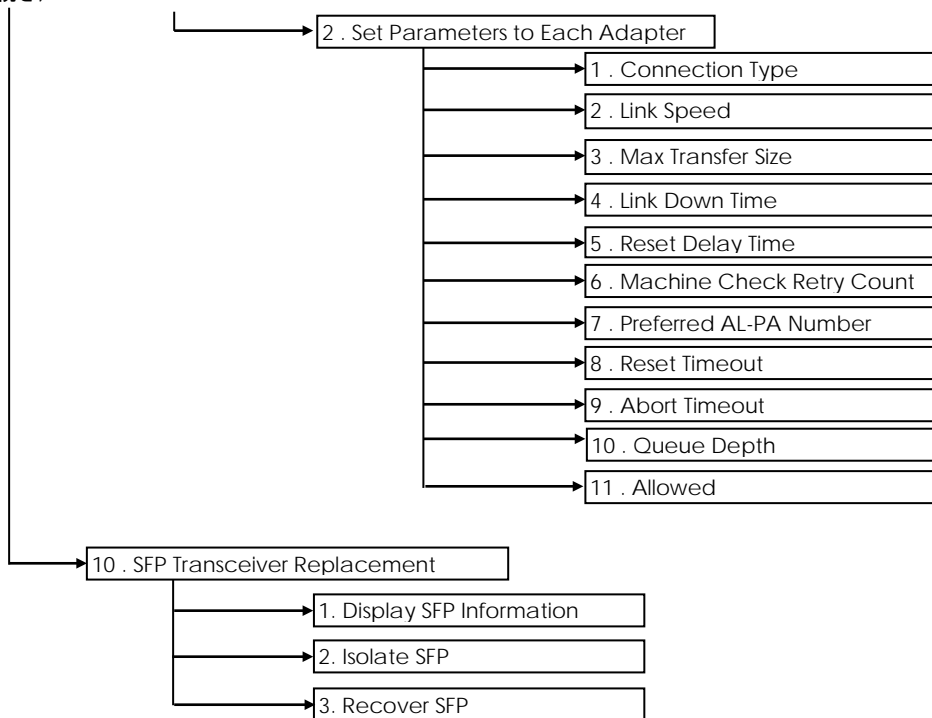 2 . Set Parameters to Each Adapter
1 . Connection Type
2 . Link Speed
3 . Max Transfer Size
4 . Link Down Time
5 . Reset Delay Time
6 . Machine Check Retry Count
7 . Preferred AL-PA Number
8 . Reset Timeout
9 . Abort Timeout
10 . Queue Depth
11 . Allowed
10 . SFP Transceiver Replacement
1. Display SFP Information
2. Isolate SFP
3. Recover SFP